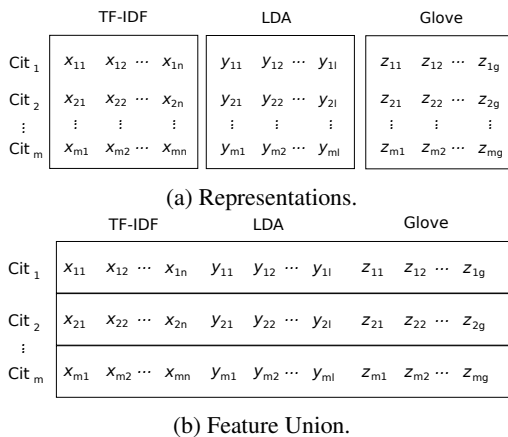 TF-IDF LDA Glove
Cit 1 x11 x12 ⋯ x1n y11 y12 ⋯ y1l z11 z12 ⋯ z1g
Cit 2 x21 x22 ⋯ x2n y21 y22 ⋯ y2l z21 z22 ⋯ z2g
⋮ ⋮ ⋮ ⋮ ⋮ ⋮ ⋮ ⋮ ⋮ ⋮
Cit m xm1 xm2 ⋯ xmn ym1 ym2 ⋯ yml zm1 zm2 ⋯ zmg
(a) Representations.
TF-IDF LDA Glove
Cit 1 x11 x12 ⋯ x1n y11 y12 ⋯ y1l z11 z12 ⋯ z1g
Cit 2 x21 x22 ⋯ x2n y21 y22 ⋯ y2l z21 z22 ⋯ z2g
⋮
Cit m xm1 xm2 ⋯ xmn ym1 ym2 ⋯ yml zm1 zm2 ⋯ zmg
(b) Feature Union.